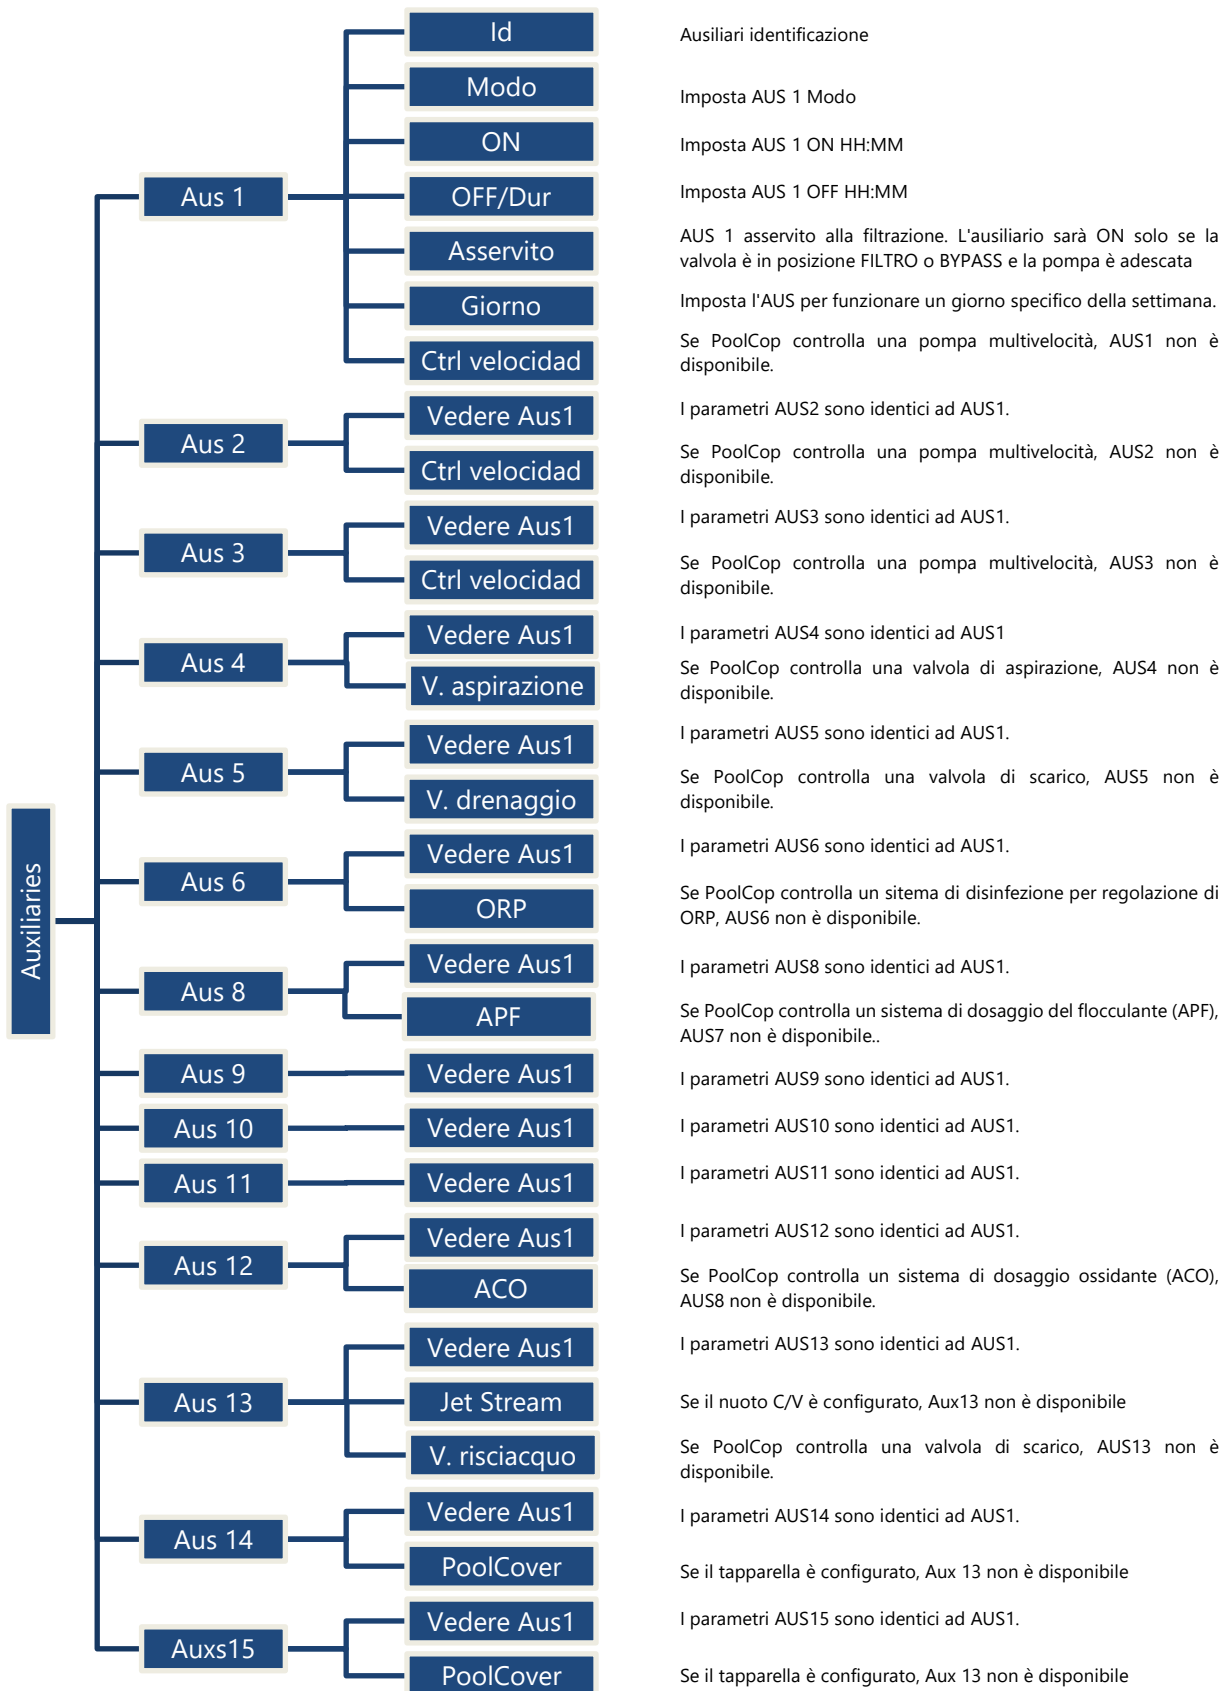 Id
Ausiliari identificazione
Modo
Imposta AUS 1 Modo
ON
Imposta AUS 1 ON HH:MM
Aus 1
OFF/Dur
Imposta AUS 1 OFF HH:MM
Asservito
AUS 1 asservito alla filtrazione. L'ausiliario sarà ON solo se la
valvola è in posizione FILTRO o BYPASS e la pompa è adescata
Giorno
Imposta l'AUS per funzionare un giorno specifico della settimana.
Ctrl velocidad
Se PoolCop controlla una pompa multivelocità, AUS1 non è
disponibile.
Aus 2
Vedere Aus1
I parametri AUS2 sono identici ad AUS1.
Ctrl velocidad
Se PoolCop controlla una pompa multivelocità, AUS2 non è
disponibile.
Aus 3
Vedere Aus1
I parametri AUS3 sono identici ad AUS1.
Ctrl velocidad
Se PoolCop controlla una pompa multivelocità, AUS3 non è
disponibile.
Aus 4
Vedere Aus1
I parametri AUS4 sono identici ad AUS1
V. aspirazione
Se PoolCop controlla una valvola di aspirazione, AUS4 non è
disponibile.
Aus 5
Vedere Aus1
I parametri AUS5 sono identici ad AUS1.
V. drenaggio
Se PoolCop controlla una valvola di scarico, AUS5 non è
disponibile.
Auxiliaries
Aus 6
Vedere Aus1
I parametri AUS6 sono identici ad AUS1.
ORP
Se PoolCop controlla un sitema di disinfezione per regolazione di
ORP, AUS6 non è disponibile.
Aus 8
Vedere Aus1
I parametri AUS8 sono identici ad AUS1.
APF
Se PoolCop controlla un sistema di dosaggio del flocculante (APF),
AUS7 non è disponibile..
Aus 9
Vedere Aus1
I parametri AUS9 sono identici ad AUS1.
Aus 10
Vedere Aus1
I parametri AUS10 sono identici ad AUS1.
Aus 11
Vedere Aus1
I parametri AUS11 sono identici ad AUS1.
Aus 12
Vedere Aus1
I parametri AUS12 sono identici ad AUS1.
ACO
Se PoolCop controlla un sistema di dosaggio ossidante (ACO),
AUS8 non è disponibile.
Aus 13
Vedere Aus1
I parametri AUS13 sono identici ad AUS1.
Jet Stream
Se il nuoto C/V è configurato, Aux13 non è disponibile
V. risciacquo
Se PoolCop controlla una valvola di scarico, AUS13 non è
disponibile.
Aus 14
Vedere Aus1
I parametri AUS14 sono identici ad AUS1.
PoolCover
Se il tapparella è configurato, Aux 13 non è disponibile
Auxs15
Vedere Aus1
I parametri AUS15 sono identici ad AUS1.
PoolCover
Se il tapparella è configurato, Aux 13 non è disponibile